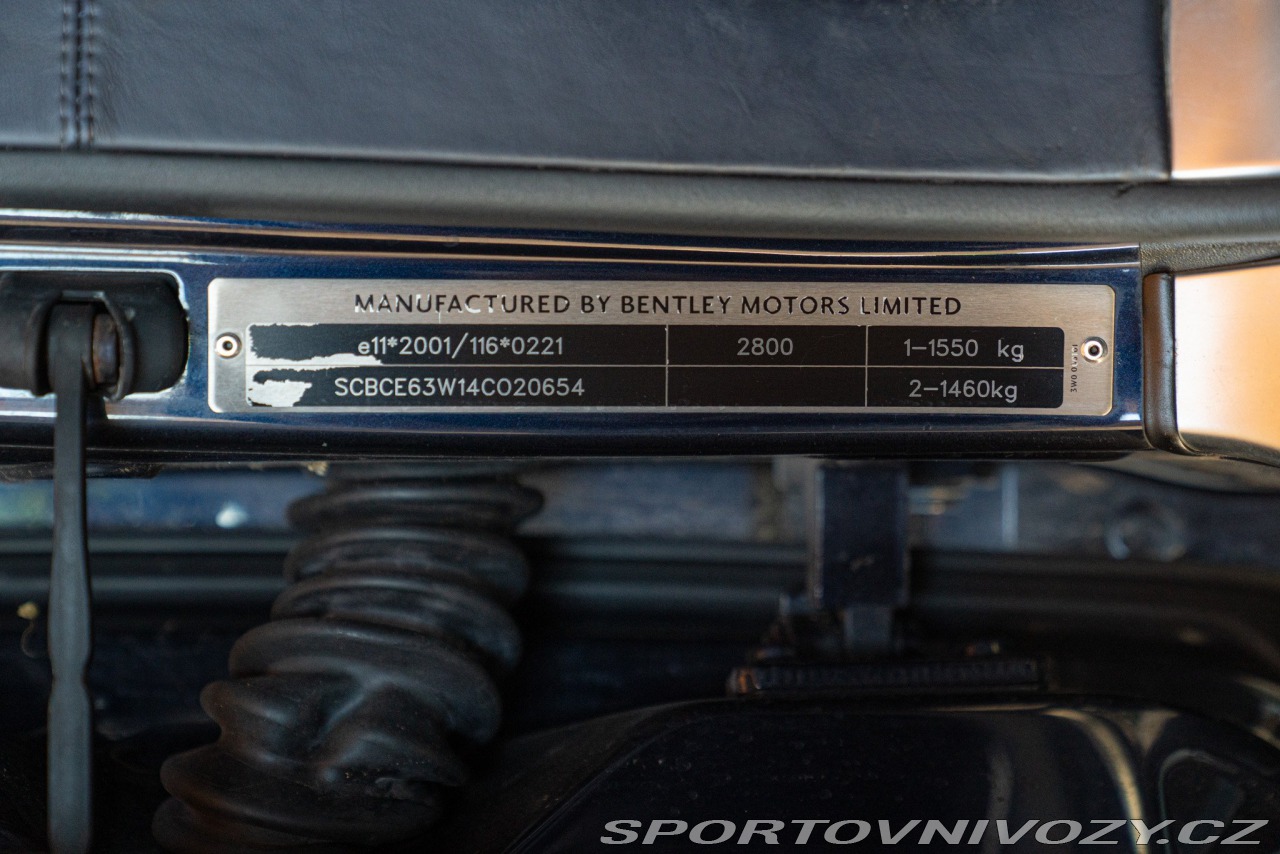 MANUFACTURED BY BENTLEY MOTORS LIMITED
e11*2001/116*0221 2800 1-1550 kg
SCBCE63W14C020654 2-1460kg
SPORTOVNIVOZY.CZ